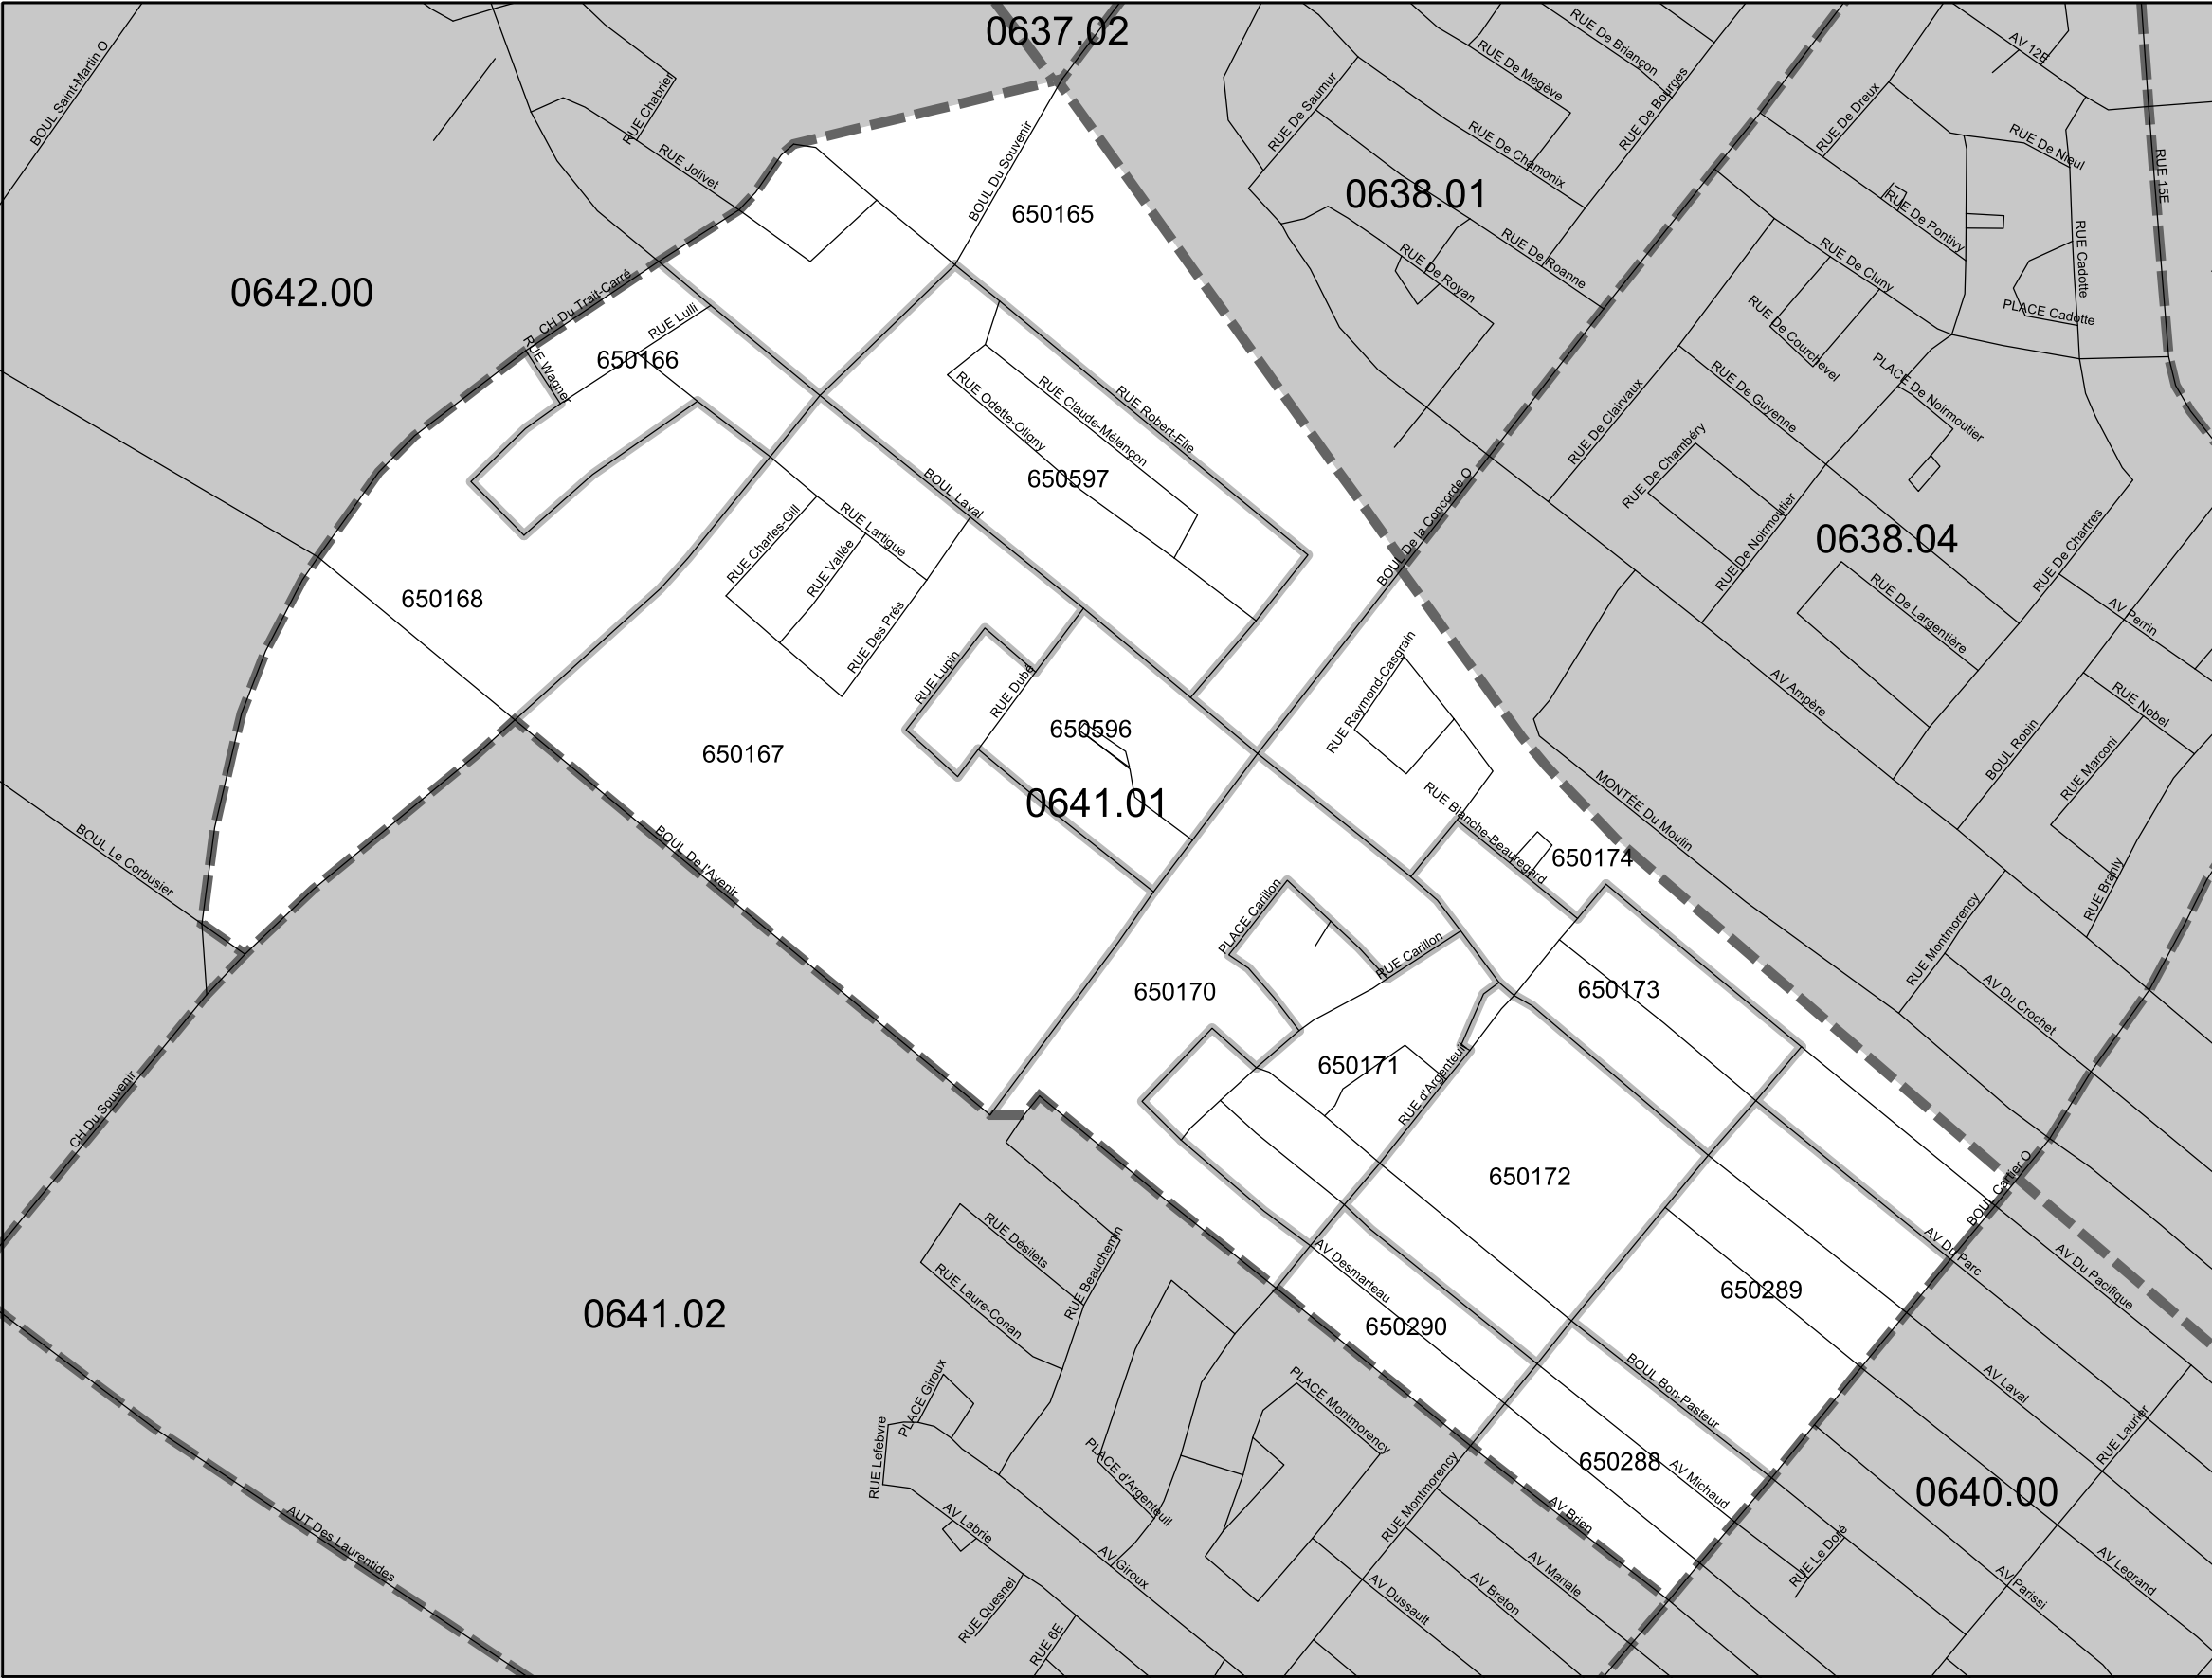 0637.02
BOUL Saint-Martin O
RUE Chabrier
RUE Jolivet
BOUL Du Souvenir
650165
RUE De Saumur
RUE De Megève
RUE De Briançon
RUE De Bourges
RUE De Chamonix
0638.01
RUE De Roanne
RUE De Royan
AV 12E
RUE De Dreux
RUE De Nieul
RUE 15E
RUE De Pontivy
RUE Cadotte
RUE De Cluny
PLACE Cadotte
0642.00
CH Du Trait-Carré
RUE Lulli
650166
RUE Wagner
RUE De Courchevel
PLACE De Noirmoutier
RUE De Guyenne
RUE De Clairvaux
RUE De Chambéry
RUE De Noirmoutier
0638.04
RUE De Chartres
RUE De Largentière
AV Perrin
RUE Robert-Elie
RUE Claude-Mélançon
RUE Odette-Oligny
650597
BOUL Laval
BOUL De la Concorde O
RUE Charles-Gill
RUE Vallée
RUE Lartigue
RUE Des Prés
650168
RUE Lupin
RUE Dubé
650596
650167
0641.01
RUE Raymond-Casgrain
AV Ampère
RUE Nobel
BOUL Robin
RUE Marconi
RUE Branly
MONTÉE Du Moulin
RUE Blanche-Beauregard
650174
BOUL Le Corbusier
BOUL De l'Avenir
PLACE Carillon
RUE Carillon
650170
650173
RUE Montmorency
AV Du Crochet
650171
RUE d'Argenteuil
CH Du Souvenir
650172
BOUL Cartier O
AV Du Parc
AV Du Pacifique
RUE Désilets
RUE Laure-Conan
RUE Beauchemin
AV Desmarteau
650290
650289
0641.02
BOUL Bon-Pasteur
AV Laval
RUE Laurier
PLACE Giroux
PLACE Montmorency
RUE Lefebvre
PLACE d'Argenteuil
650288
AV Michaud
0640.00
AUT Des Laurentides
AV Labrie
AV Giroux
RUE Montmorency
AV Brien
RUE Le Doré
AV Legrand
AV Parissi
AV Mariale
AV Breton
AV Dussault
RUE Quesnel
RUE 6E